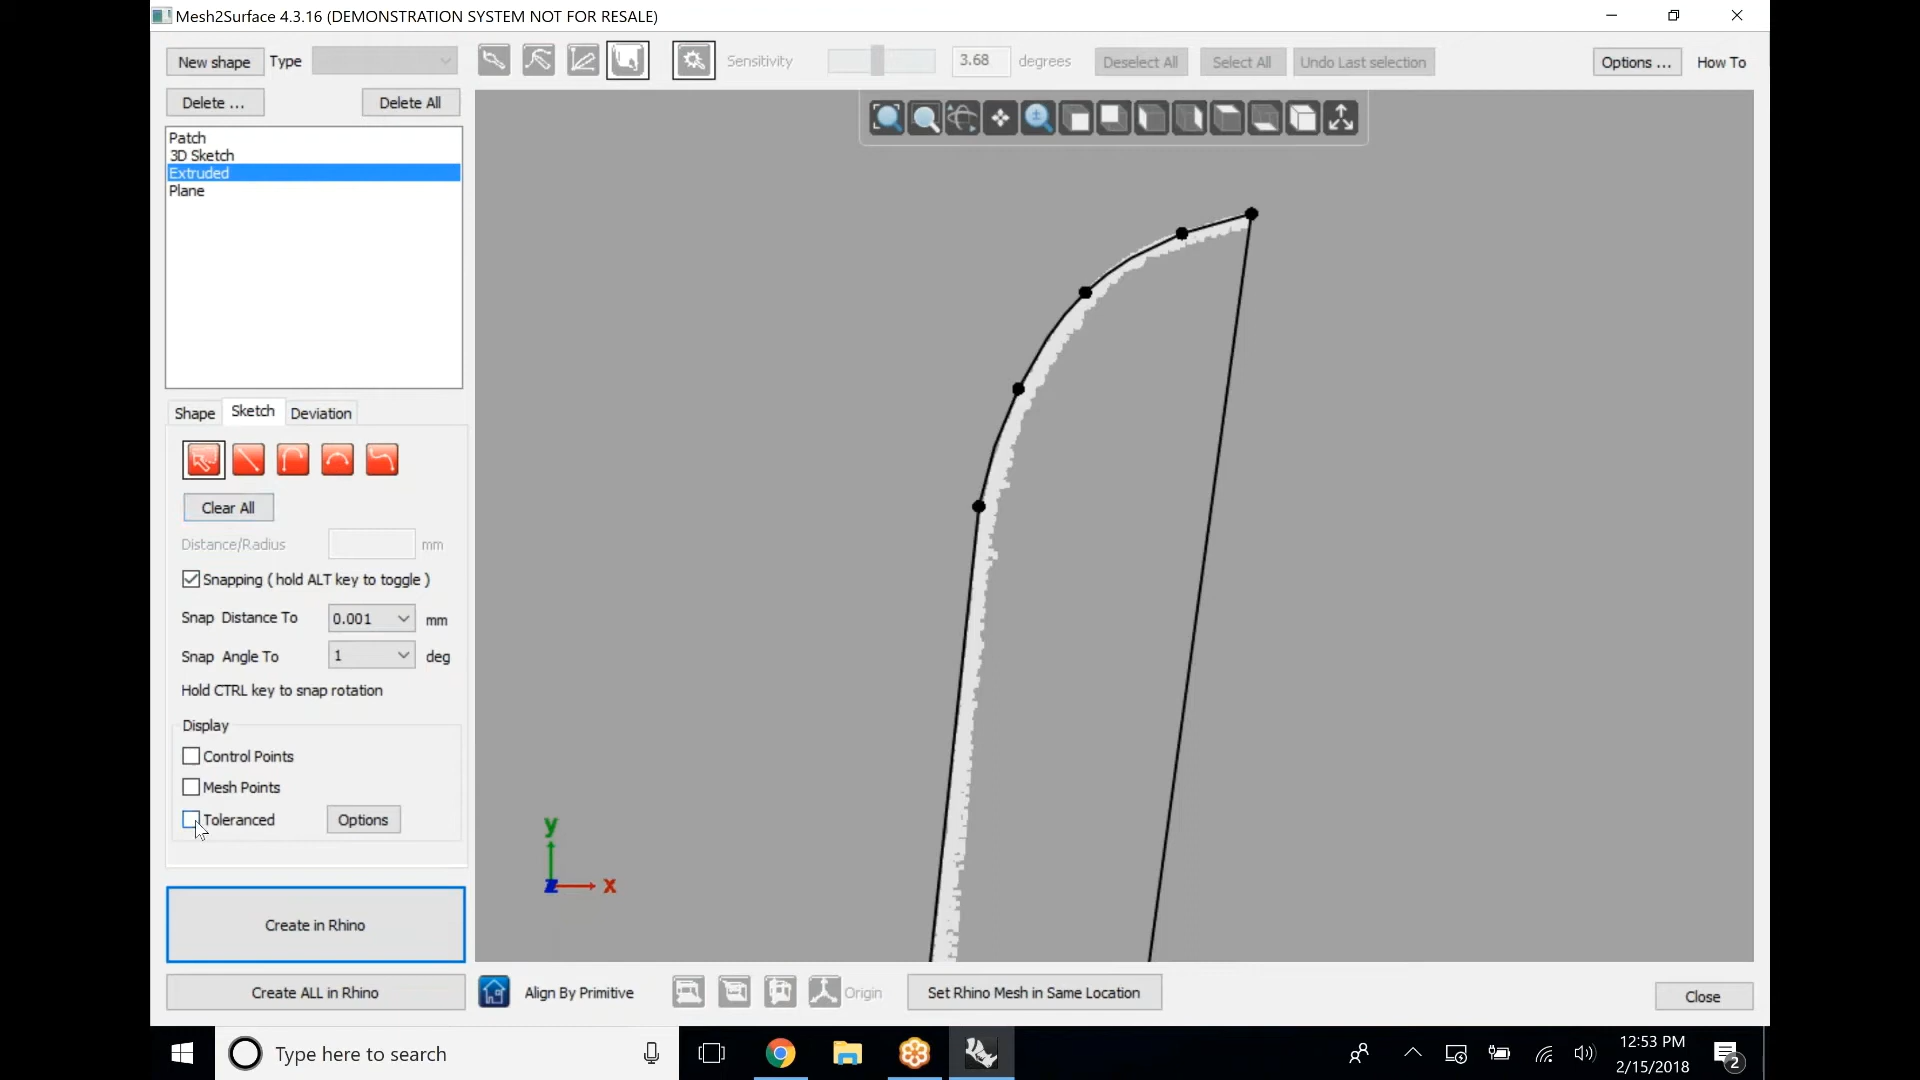 Mesh2Surface 4.3.16 (DEMONSTRATION SYSTEM NOT FOR RESALE)
New shape Type Sensitivity 3.68 degrees Deselect All Select All Undo Last selection Options ... How To
Delete ... Delete All
Patch
3D Sketch
Extruded
Plane
Shape Sketch Deviation
Clear All
Distance/Radius mm
Snapping ( hold ALT key to toggle )
Snap Distance To 0.001 mm
Snap Angle To 1 deg
Hold CTRL key to snap rotation
Display
Control Points
Mesh Points
Toleranced Options
y
z x
Create in Rhino
Create ALL in Rhino Align By Primitive Origin Set Rhino Mesh in Same Location Close
Type here to search 12:53 PM
2/15/2018 2